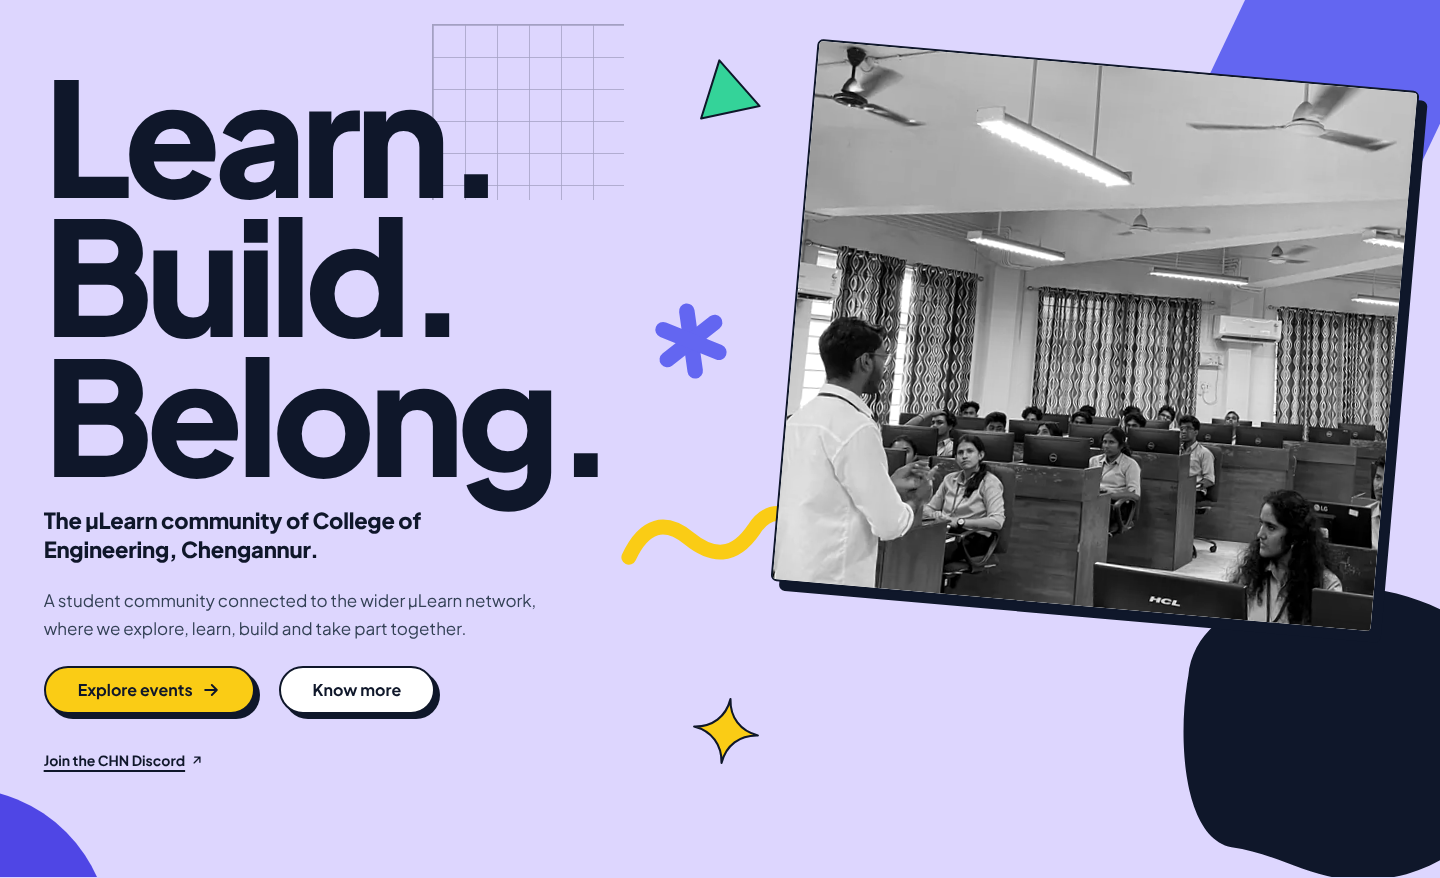 Learn.
Build.
Belong.
The µLearn community of College of
Engineering, Chengannur.
A student community connected to the wider µLearn network,
where we explore, learn, build and take part together.
Explore events →
Know more
Join the CHN Discord ↗
LG
HCL